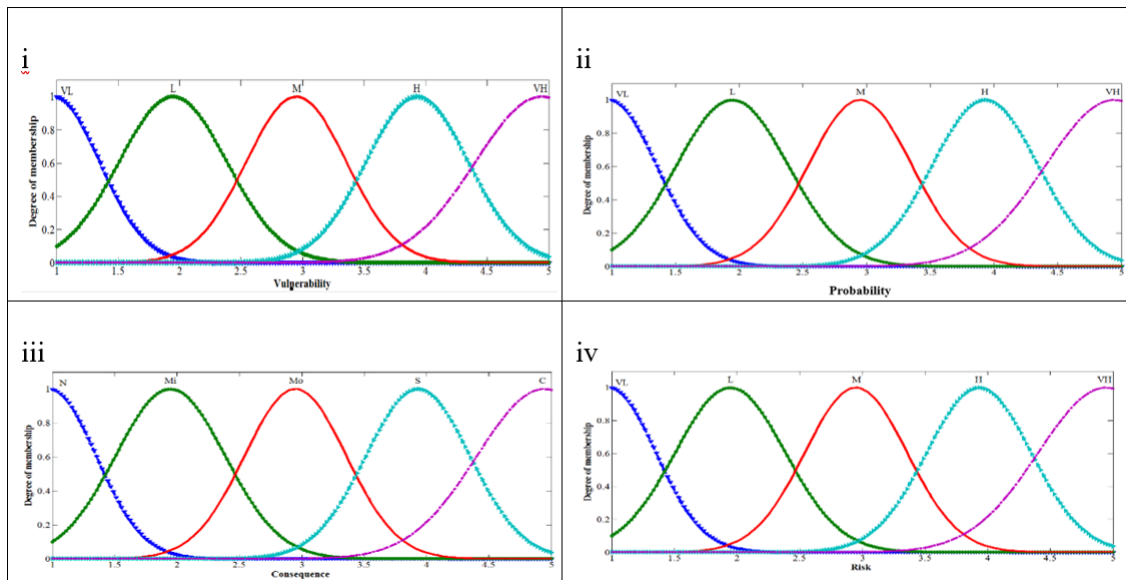 i
VL L M H VH
Degree of membership
1
0.8
0.6
0.4
0.2
0
1 1.5 2 2.5 3 3.5 4 4.5 5
Vulnerability
ii
VL L M H VH
Degree of membership
1
0.8
0.6
0.4
0.2
0
1 1.5 2 2.5 3 3.5 4 4.5 5
Probability
iii
N Mi Mo S C
Degree of membership
1
0.8
0.6
0.4
0.2
0
1 1.5 2 2.5 3 3.5 4 4.5 5
Consequence
iv
VL L M H VH
Degree of membership
1
0.8
0.6
0.4
0.2
0
1 1.5 2 2.5 3 3.5 4 4.5 5
Risk